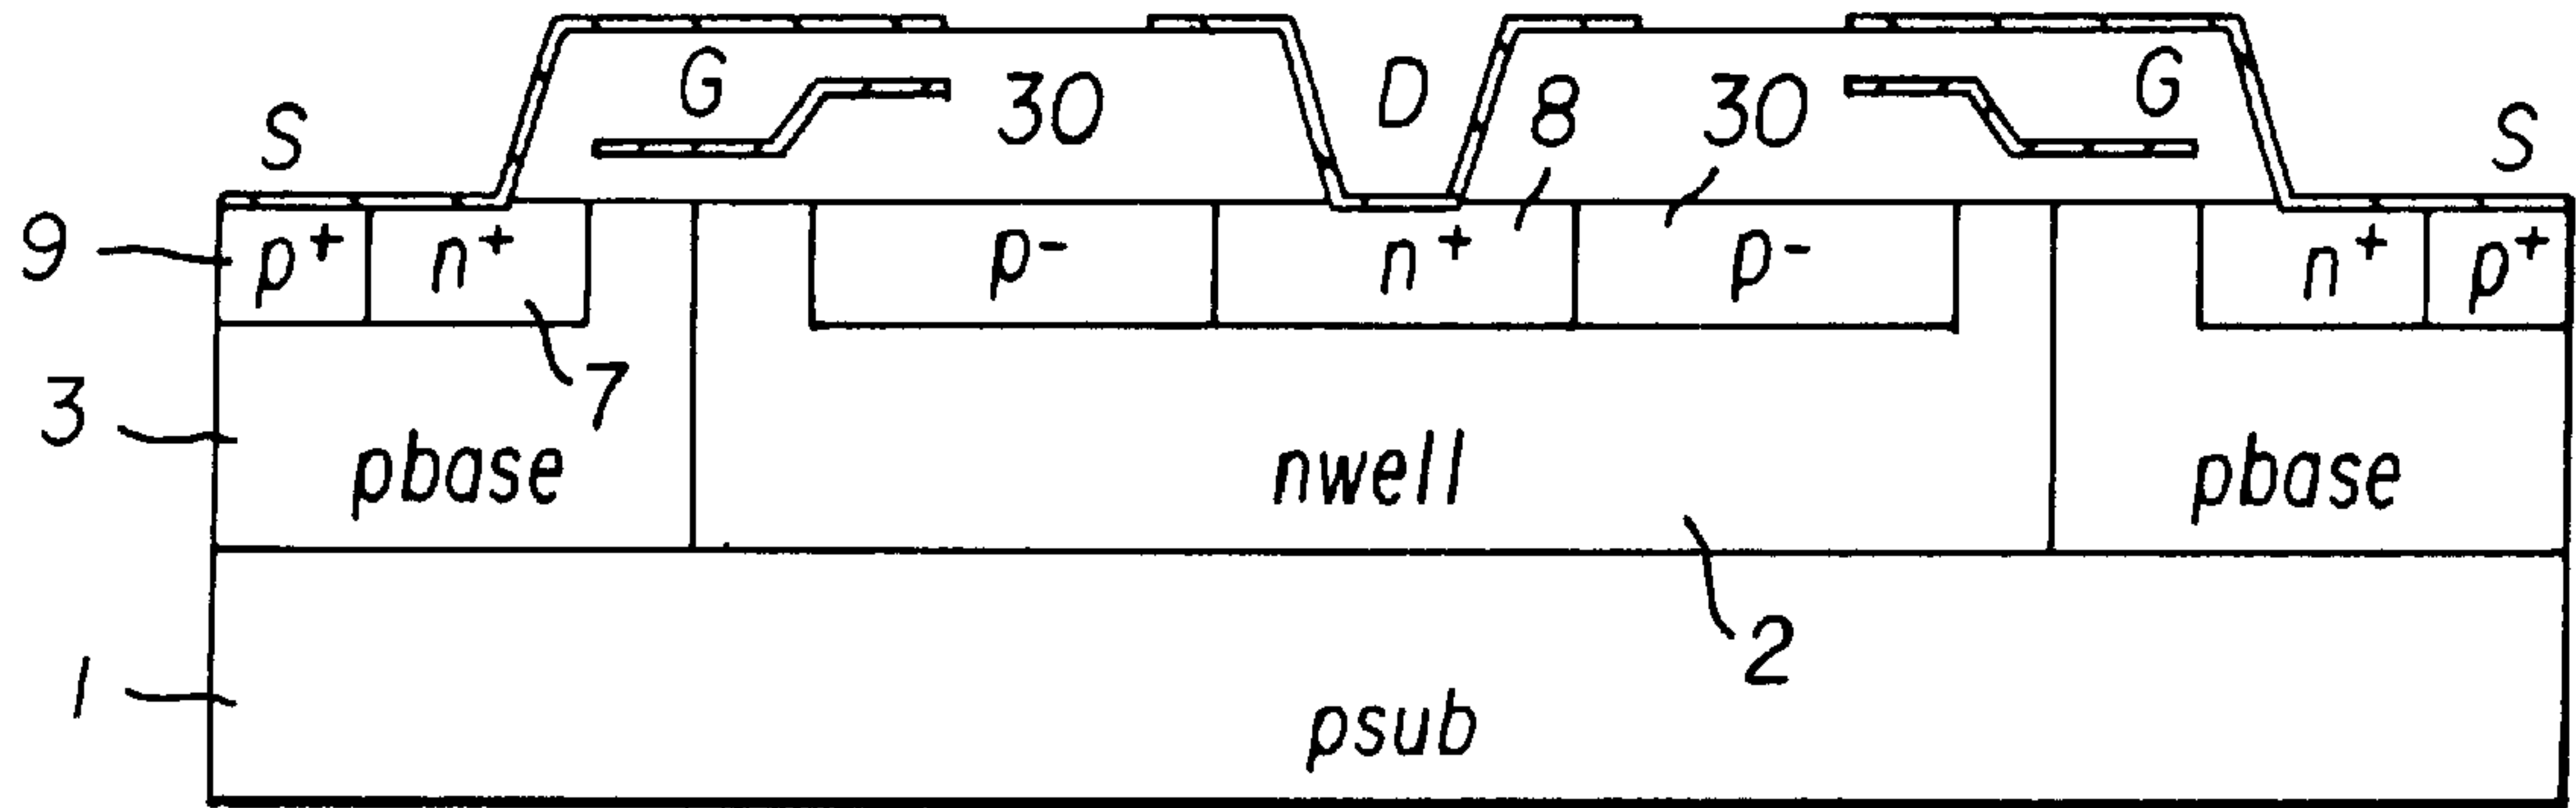 S G 30 D 8 30 G S
9 p+ n+ p- n+ p- n+ p+
3 7
pbase nwell pbase
1 2
psub